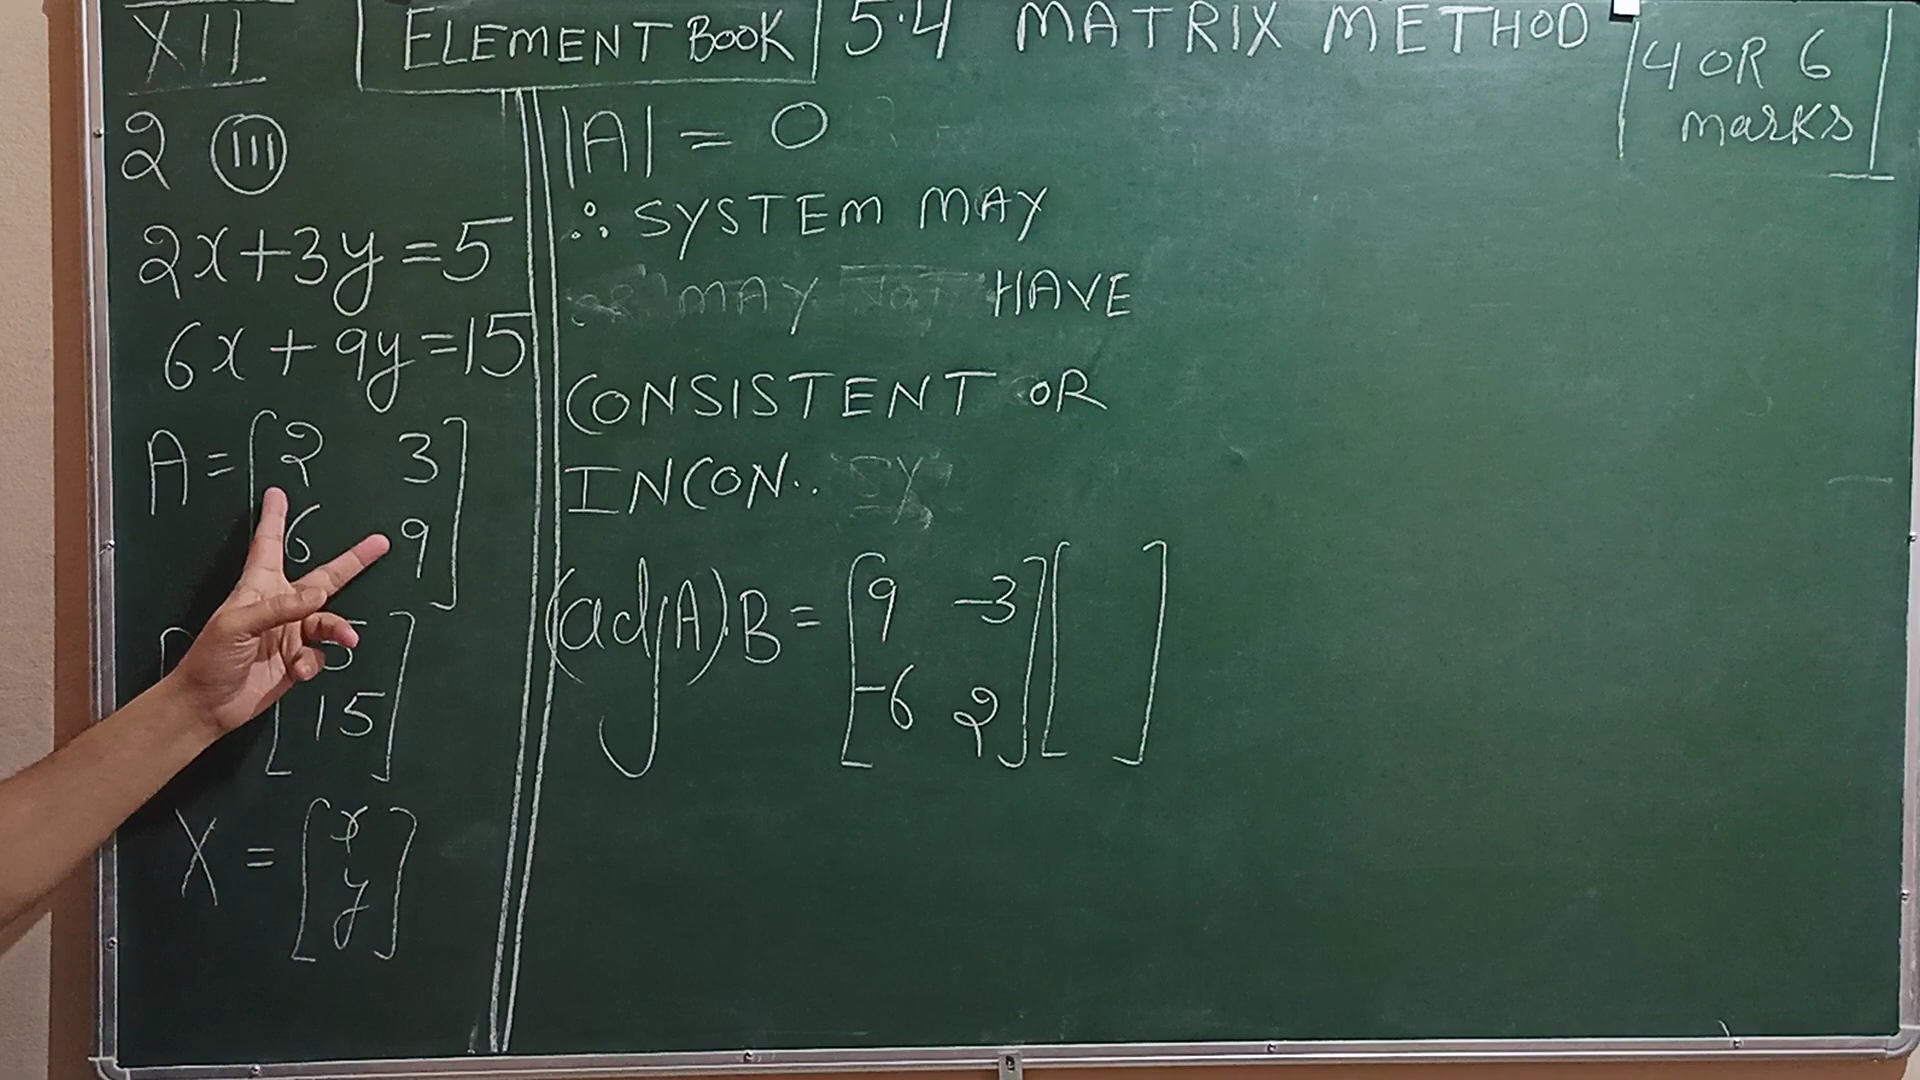 XII ELEMENT BOOK 5.4 MATRIX METHOD
4 OR 6
marks
2 (III)
2x+3y=5
6x+9y=15
A=[2 3
6 9]
5
15]
X=[x
y]
|A| = 0
∴ SYSTEM MAY
OR MAY NOT HAVE
CONSISTENT OR
INCON..
(adjA).B = [9 -3
-6 2] [ ]